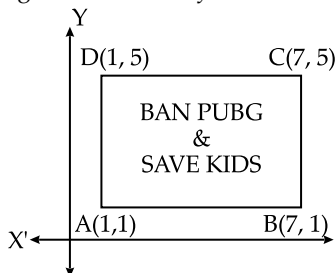 Y
D(1, 5) C(7, 5)
BAN PUBG
&
SAVE KIDS
A(1,1) B(7, 1)
X'